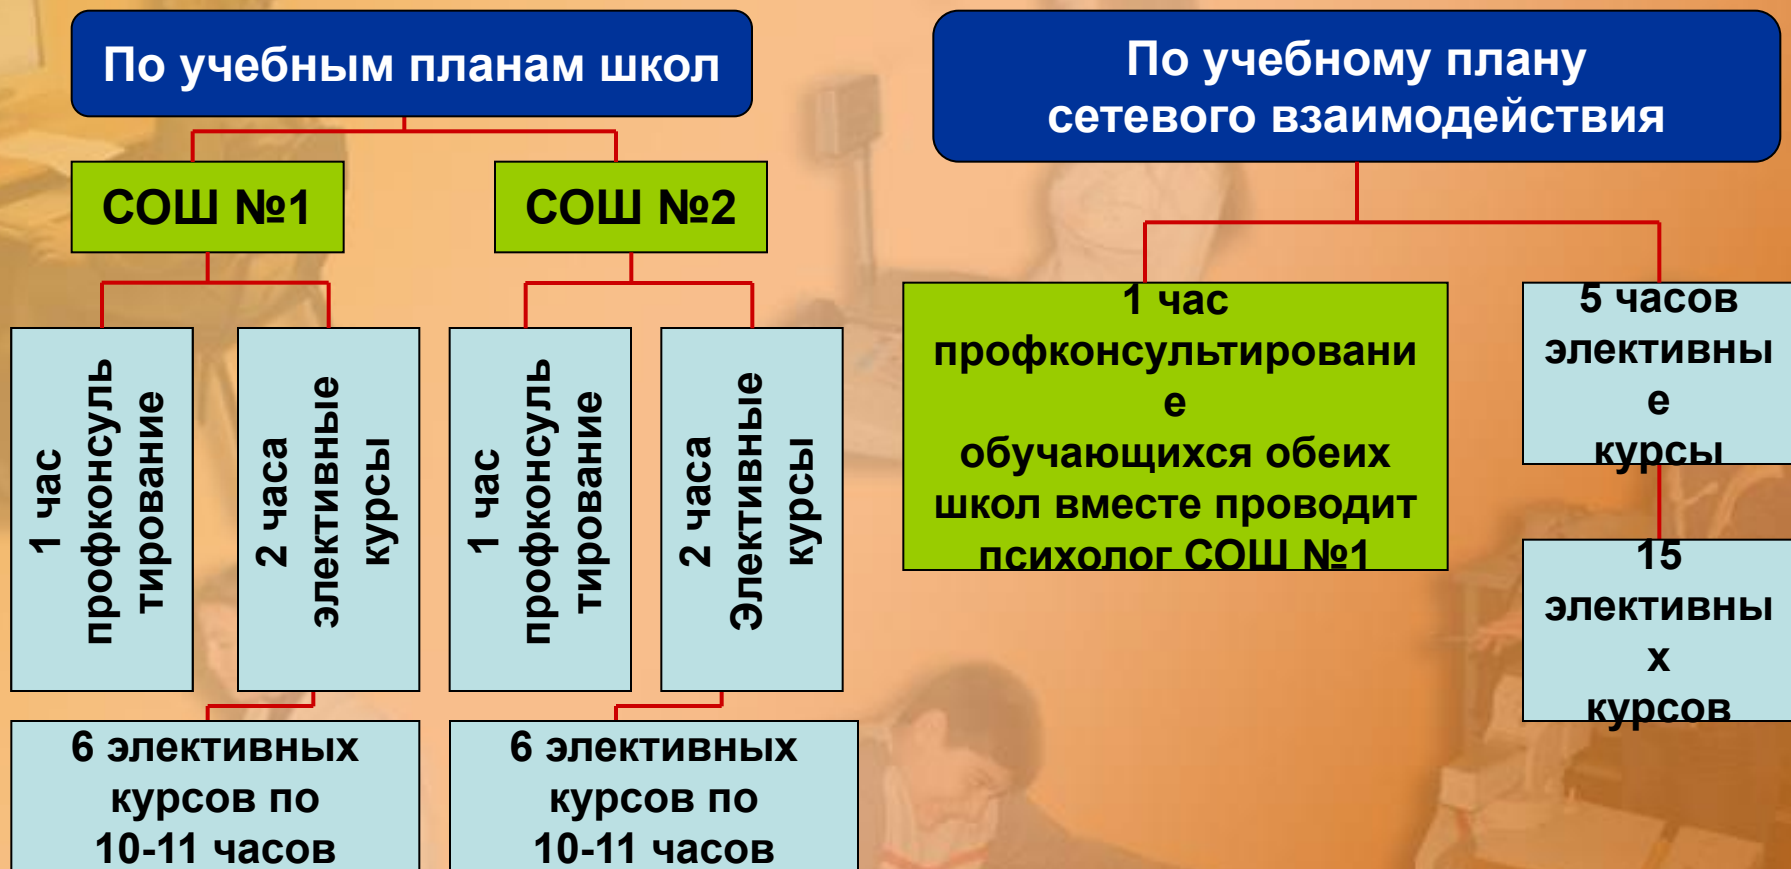 По учебным планам школ
СОШ №1
СОШ №2
1 час
профконсуль
тирование
2 часа
элективные
курсы
1 час
профконсуль
тирование
2 часа
Элективные
курсы
6 элективных
курсов по
10-11 часов
6 элективных
курсов по
10-11 часов
По учебному плану
сетевого взаимодействия
1 час
профконсультировани
е
обучающихся обеих
школ вместе проводит
психолог СОШ №1
5 часов
элективны
е
курсы
15
элективны
х
курсов